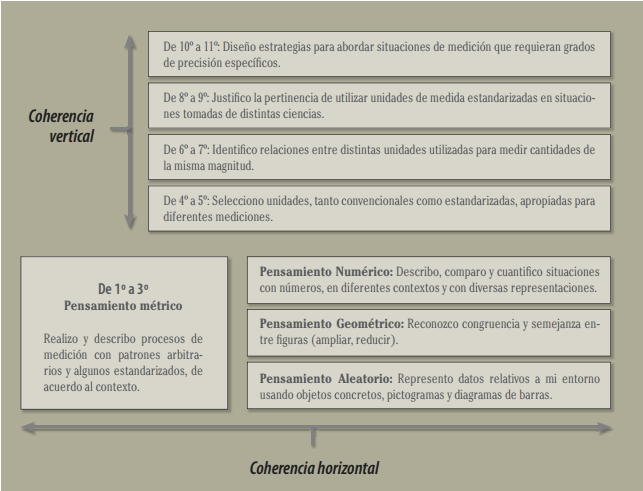 De 10º a 11º: Diseño estrategias para abordar situaciones de medición que requieran grados
de precisión específicos.
Coherencia
vertical
De 8º a 9º: Justifico la pertinencia de utilizar unidades de medida estandarizadas en situacio-
nes tomadas de distintas ciencias.
De 6º a 7º: Identifico relaciones entre distintas unidades utilizadas para medir cantidades de
la misma magnitud.
De 4º a 5º: Selecciono unidades, tanto convencionales como estandarizadas, apropiadas para
diferentes mediciones.
De 1º a 3º
Pensamiento métrico
Realizo y describo procesos de
medición con patrones arbitra-
rios y algunos estandarizados, de
acuerdo al contexto.
Pensamiento Numérico: Describo, comparo y cuantifico situaciones
con números, en diferentes contextos y con diversas representaciones.
Pensamiento Geométrico: Reconozco congruencia y semejanza en-
tre figuras (ampliar, reducir).
Pensamiento Aleatorio: Represento datos relativos a mi entorno
usando objetos concretos, pictogramas y diagramas de barras.
Coherencia horizontal